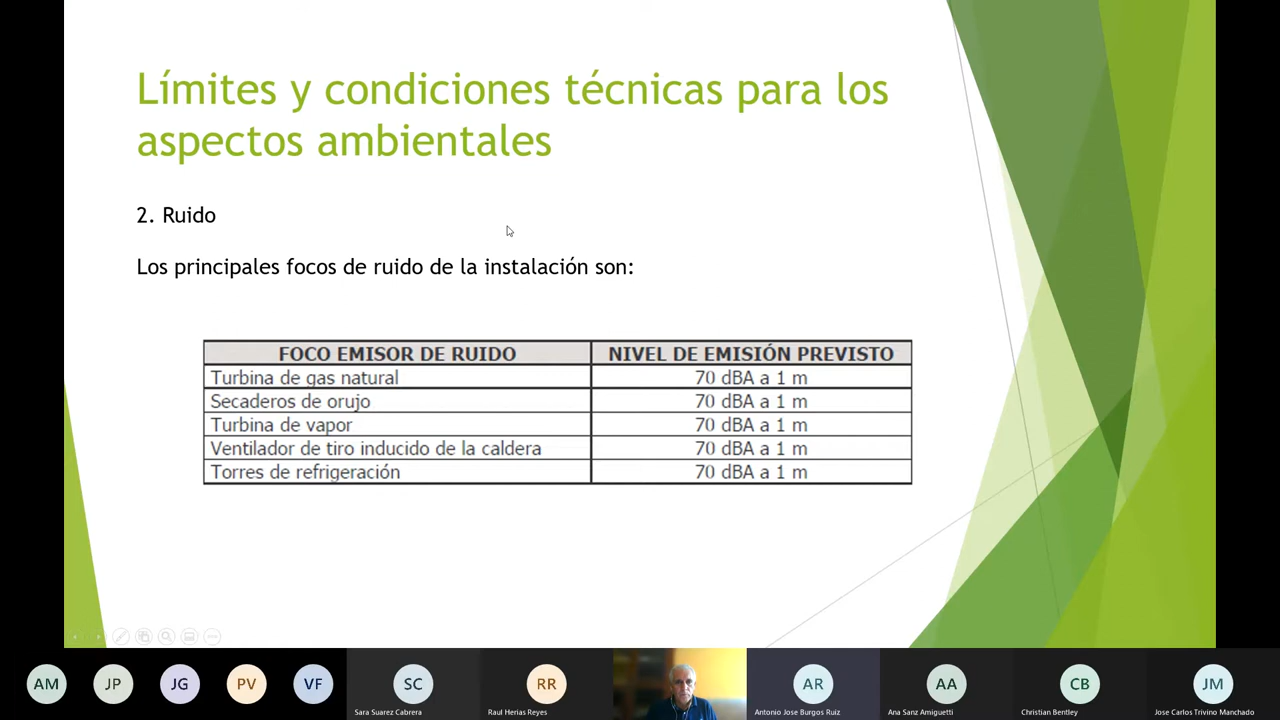 Límites y condiciones técnicas para los
aspectos ambientales
2. Ruido
Los principales focos de ruido de la instalación son:
FOCO EMISOR DE RUIDO NIVEL DE EMISIÓN PREVISTO
Turbina de gas natural 70 dBA a 1 m
Secaderos de orujo 70 dBA a 1 m
Turbina de vapor 70 dBA a 1 m
Ventilador de tiro inducido de la caldera 70 dBA a 1 m
Torres de refrigeración 70 dBA a 1 m
AM JP JG PV VF SC RR AR AA CB JM
Sara Suarez Cabrera Raul Herias Reyes Antonio Jose Burgos Ruiz Ana Sanz Amiguetti Christian Bentley Jose Carlos Trivino Manchado